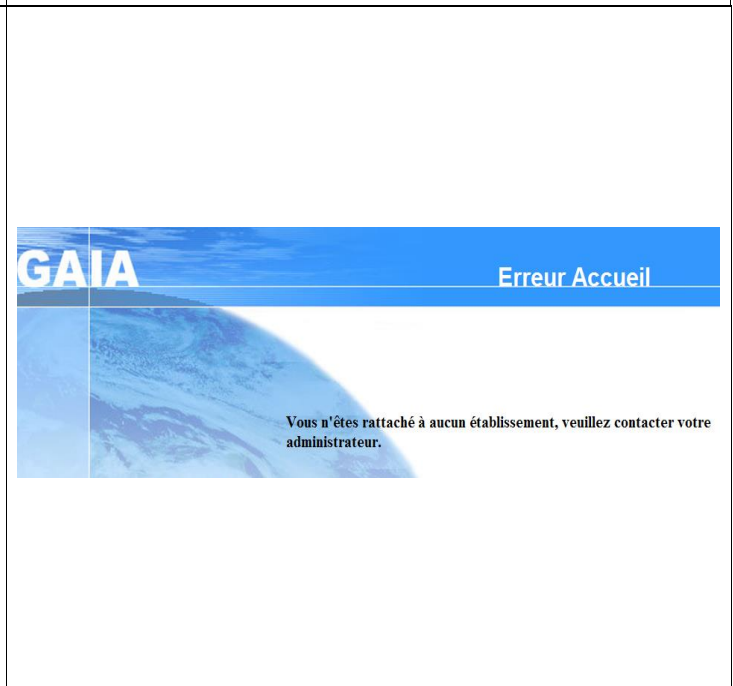 GAIA
Erreur Accueil
Vous n'êtes rattaché à aucun établissement, veuillez contacter votre
administrateur.